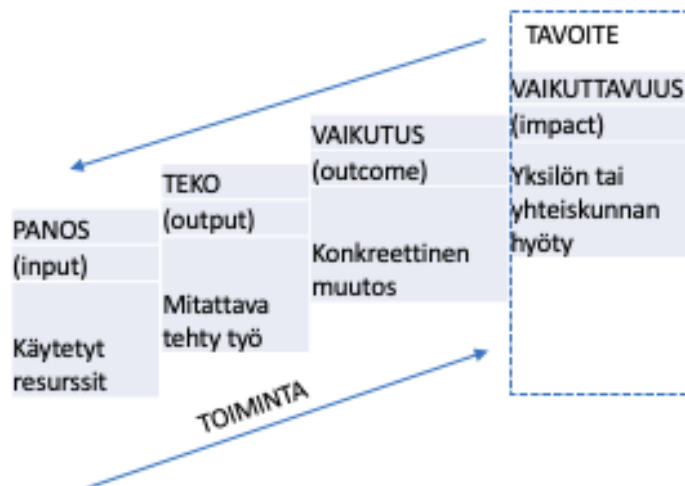 TAVOITE
VAIKUTTAVUUS
(impact)
Yksilön tai
yhteiskunnan
hyöty
VAIKUTUS
(outcome)
Konkreettinen
muutos
TEKO
(output)
Mitattava
tehty työ
PANOS
(input)
Käytetyt
resurssit
TOIMINTA